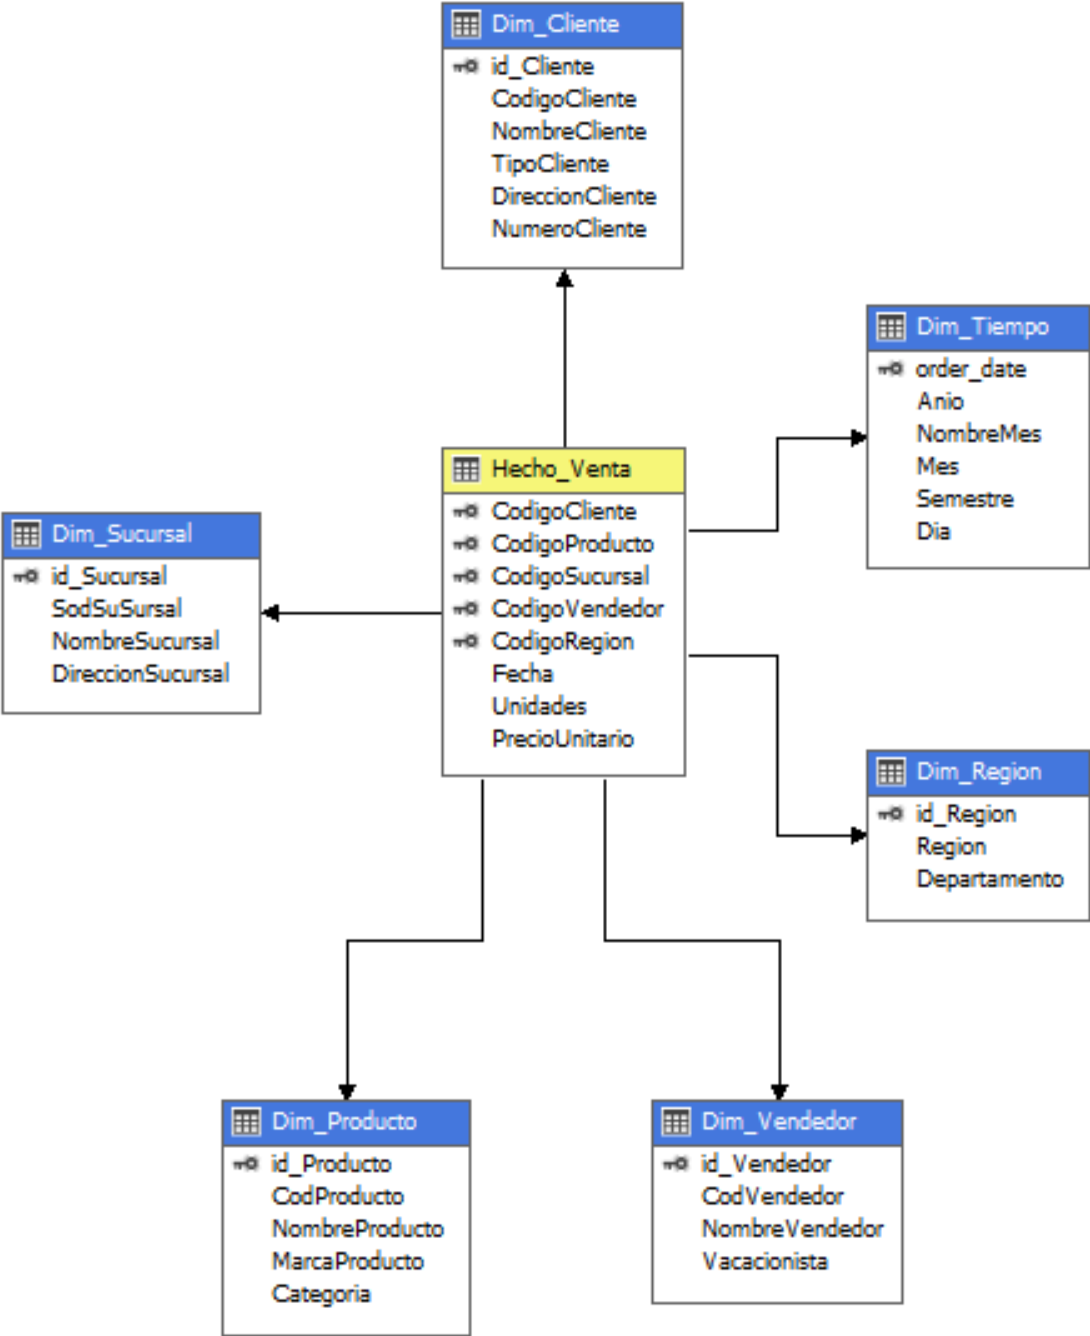 Dim_Cliente
id_Cliente
CodigoCliente
NombreCliente
TipoCliente
DireccionCliente
NumeroCliente
Dim_Tiempo
order_date
Anio
NombreMes
Mes
Semestre
Dia
Hecho_Venta
CodigoCliente
CodigoProducto
CodigoSucursal
CodigoVendedor
CodigoRegion
Fecha
Unidades
PrecioUnitario
Dim_Sucursal
id_Sucursal
SodSuSursal
NombreSucursal
DireccionSucursal
Dim_Region
id_Region
Region
Departamento
Dim_Producto
id_Producto
CodProducto
NombreProducto
MarcaProducto
Categoria
Dim_Vendedor
id_Vendedor
CodVendedor
NombreVendedor
Vacacionista